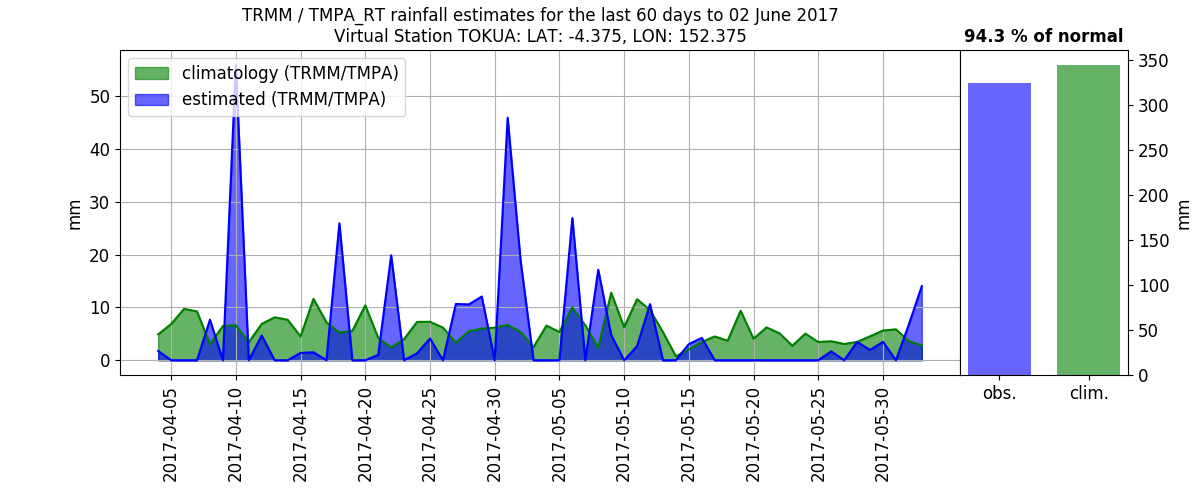 TRMM / TMPA_RT rainfall estimates for the last 60 days to 02 June 2017
Virtual Station TOKUA: LAT: -4.375, LON: 152.375
94.3 % of normal
climatology (TRMM/TMPA)
estimated (TRMM/TMPA)
mm
50
40
30
20
10
0
2017-04-05
2017-04-10
2017-04-15
2017-04-20
2017-04-25
2017-04-30
2017-05-05
2017-05-10
2017-05-15
2017-05-20
2017-05-25
2017-05-30
350
300
250
200
150
100
50
0
mm
obs.
clim.